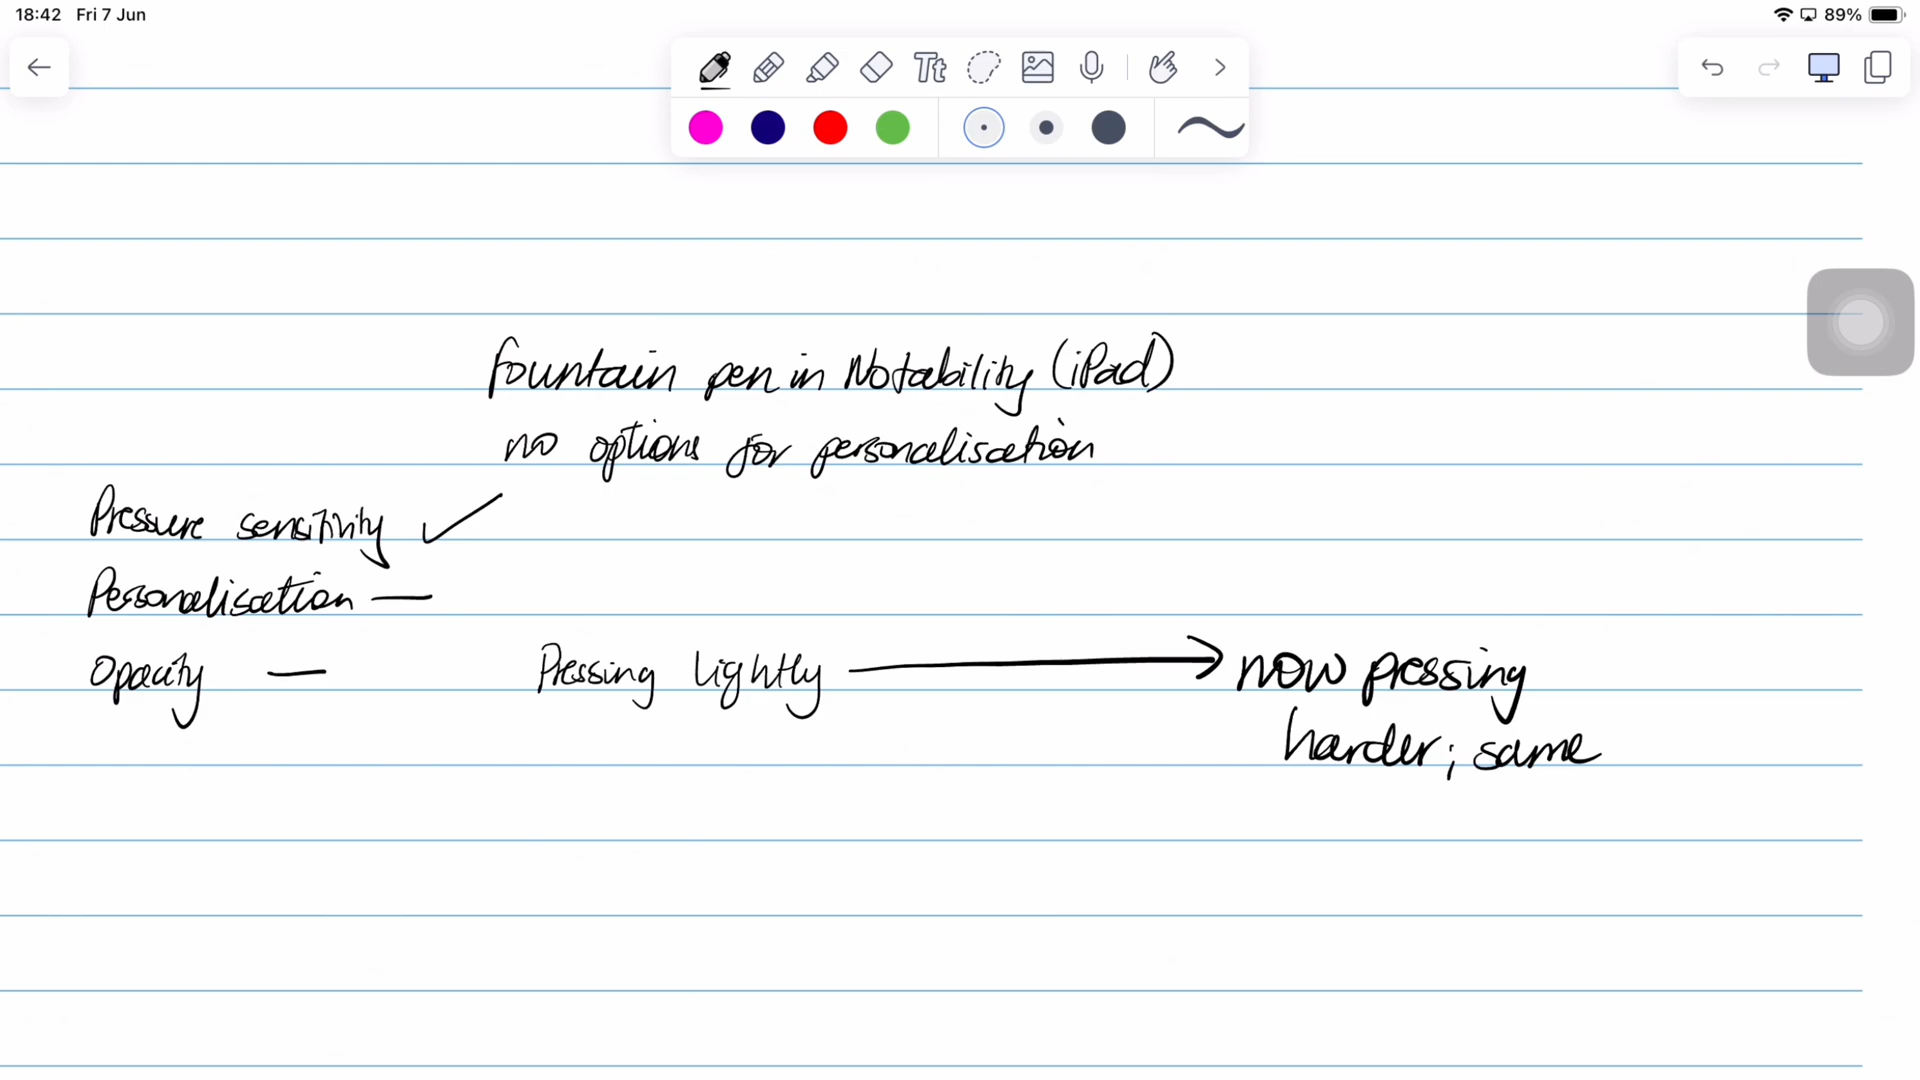 18:42 Fri 7 Jun
89%
Tt
fountain pen in Notability (iPad)
no options for personalisation
Pressure sensitivity ✓
Personalisation —
Opacity —
Pressing lightly → now pressing
harder; same